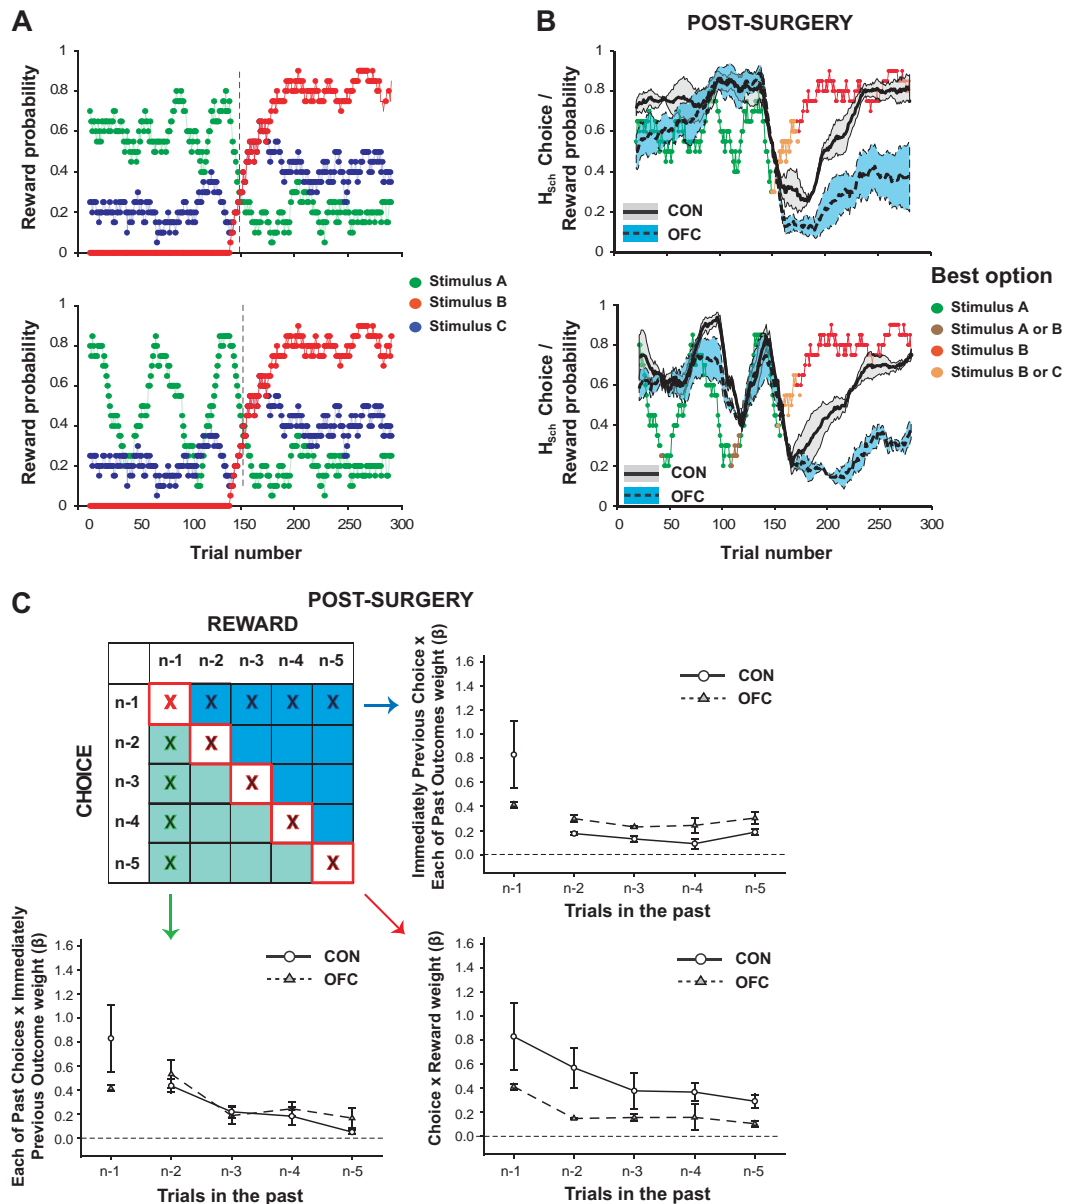 A
Reward probability
1
0.8
0.6
0.4
0.2
0
Stimulus A
Stimulus B
Stimulus C
Reward probability
1
0.8
0.6
0.4
0.2
0
0 50 100 150 200 250 300
Trial number
B
POST-SURGERY
HSch Choice /
Reward probability
1
0.8
0.6
0.4
0.2
0
CON
OFC
Best option
Stimulus A
Stimulus A or B
Stimulus B
Stimulus B or C
HSch Choice /
Reward probability
1
0.8
0.6
0.4
0.2
0
CON
OFC
0 50 100 150 200 250 300
Trial number
C
POST-SURGERY
REWARD
n-1 n-2 n-3 n-4 n-5
CHOICE
n-1 X X X X X
n-2 X X
n-3 X X
n-4 X X
n-5 X X
Immediately Previous Choice x
Each of Past Outcomes weight (β)
1.6
1.4
1.2
1.0
0.8
0.6
0.4
0.2
0.0
CON
OFC
n-1 n-2 n-3 n-4 n-5
Trials in the past
Each of Past Choices x Immediately
Previous Outcome weight (β)
1.6
1.4
1.2
1.0
0.8
0.6
0.4
0.2
0.0
CON
OFC
n-1 n-2 n-3 n-4 n-5
Trials in the past
Choice x Reward weight (β)
1.6
1.4
1.2
1.0
0.8
0.6
0.4
0.2
0.0
CON
OFC
n-1 n-2 n-3 n-4 n-5
Trials in the past